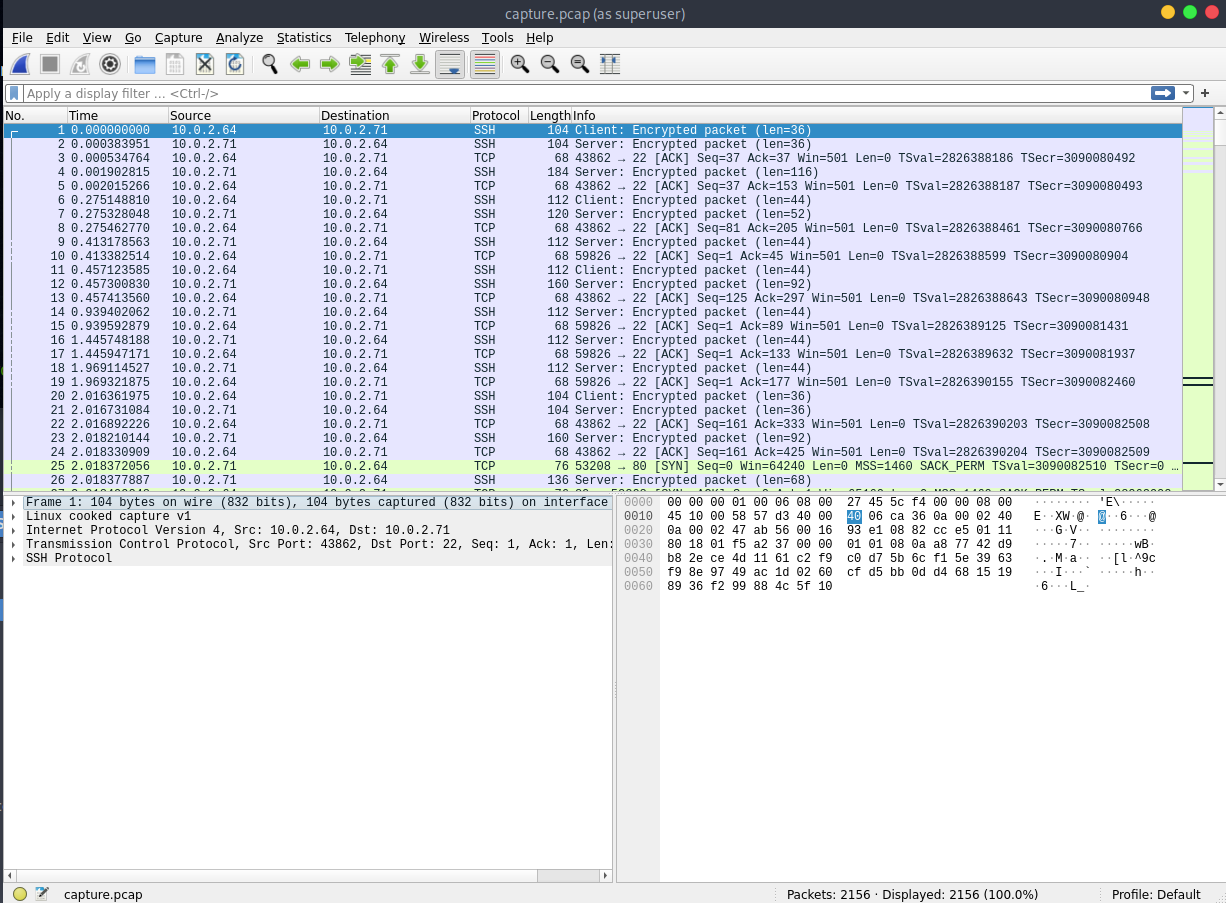 capture.pcap (as superuser)
File Edit View Go Capture Analyze Statistics Telephony Wireless Tools Help
Apply a display filter … <Ctrl-/>
No. Time Source Destination Protocol Length Info
1 0.000000000 10.0.2.64 10.0.2.71 SSH 104 Client: Encrypted packet (len=36)
2 0.000383951 10.0.2.71 10.0.2.64 SSH 104 Server: Encrypted packet (len=36)
3 0.000534764 10.0.2.64 10.0.2.71 TCP 68 43862 → 22 [ACK] Seq=37 Ack=37 Win=501 Len=0 TSval=2826388186 TSecr=3090080492
4 0.001902815 10.0.2.71 10.0.2.64 SSH 184 Server: Encrypted packet (len=116)
5 0.002015266 10.0.2.64 10.0.2.71 TCP 68 43862 → 22 [ACK] Seq=37 Ack=153 Win=501 Len=0 TSval=2826388187 TSecr=3090080493
6 0.275148810 10.0.2.64 10.0.2.71 SSH 112 Client: Encrypted packet (len=44)
7 0.275328048 10.0.2.71 10.0.2.64 SSH 120 Server: Encrypted packet (len=52)
8 0.275462770 10.0.2.64 10.0.2.71 TCP 68 43862 → 22 [ACK] Seq=81 Ack=205 Win=501 Len=0 TSval=2826388461 TSecr=3090080766
9 0.413178563 10.0.2.71 10.0.2.64 SSH 112 Server: Encrypted packet (len=44)
10 0.413382514 10.0.2.64 10.0.2.71 TCP 68 59826 → 22 [ACK] Seq=1 Ack=45 Win=501 Len=0 TSval=2826388599 TSecr=3090080904
11 0.457123585 10.0.2.64 10.0.2.71 SSH 112 Client: Encrypted packet (len=44)
12 0.457300830 10.0.2.71 10.0.2.64 SSH 160 Server: Encrypted packet (len=92)
13 0.457413560 10.0.2.64 10.0.2.71 TCP 68 43862 → 22 [ACK] Seq=125 Ack=297 Win=501 Len=0 TSval=2826388643 TSecr=3090080948
14 0.939402062 10.0.2.71 10.0.2.64 SSH 112 Server: Encrypted packet (len=44)
15 0.939592879 10.0.2.64 10.0.2.71 TCP 68 59826 → 22 [ACK] Seq=1 Ack=89 Win=501 Len=0 TSval=2826389125 TSecr=3090081431
16 1.445748188 10.0.2.71 10.0.2.64 SSH 112 Server: Encrypted packet (len=44)
17 1.445947171 10.0.2.64 10.0.2.71 TCP 68 59826 → 22 [ACK] Seq=1 Ack=133 Win=501 Len=0 TSval=2826389632 TSecr=3090081937
18 1.969114527 10.0.2.71 10.0.2.64 SSH 112 Server: Encrypted packet (len=44)
19 1.969321875 10.0.2.64 10.0.2.71 TCP 68 59826 → 22 [ACK] Seq=1 Ack=177 Win=501 Len=0 TSval=2826390155 TSecr=3090082460
20 2.016361975 10.0.2.64 10.0.2.71 SSH 104 Client: Encrypted packet (len=36)
21 2.016731084 10.0.2.71 10.0.2.64 SSH 104 Server: Encrypted packet (len=36)
22 2.016892226 10.0.2.64 10.0.2.71 TCP 68 43862 → 22 [ACK] Seq=161 Ack=333 Win=501 Len=0 TSval=2826390203 TSecr=3090082508
23 2.018210144 10.0.2.71 10.0.2.64 SSH 160 Server: Encrypted packet (len=92)
24 2.018330909 10.0.2.64 10.0.2.71 TCP 68 43862 → 22 [ACK] Seq=161 Ack=425 Win=501 Len=0 TSval=2826390204 TSecr=3090082509
25 2.018372056 10.0.2.71 10.0.2.64 TCP 76 53208 → 80 [SYN] Seq=0 Win=64240 Len=0 MSS=1460 SACK_PERM TSval=3090082510 TSecr=0 …
26 2.018377887 10.0.2.71 10.0.2.64 SSH 136 Server: Encrypted packet (len=68)
Frame 1: 104 bytes on wire (832 bits), 104 bytes captured (832 bits) on interface
Linux cooked capture v1
Internet Protocol Version 4, Src: 10.0.2.64, Dst: 10.0.2.71
Transmission Control Protocol, Src Port: 43862, Dst Port: 22, Seq: 1, Ack: 1, Len:
SSH Protocol
0000 00 00 00 01 00 06 08 00 27 45 5c f4 00 00 08 00 ········ 'E\·····
0010 45 10 00 58 57 d3 40 00 40 06 ca 36 0a 00 02 40 E··XW·@· @··6···@
0020 0a 00 02 47 ab 56 00 16 93 e1 08 82 cc e5 01 11 ···G·V·· ········
0030 80 18 01 f5 a2 37 00 00 01 01 08 0a a8 77 42 d9 ·····7·· ·····wB·
0040 b8 2e ce 4d 11 61 c2 f9 c0 d7 5b 6c f1 5e 39 63 ·.·M·a·· ··[l·^9c
0050 f9 8e 97 49 ac 1d 02 60 cf d5 bb 0d d4 68 15 19 ···I···` ·····h··
0060 89 36 f2 99 88 4c 5f 10 ·6···L_·
capture.pcap
Packets: 2156 · Displayed: 2156 (100.0%)
Profile: Default